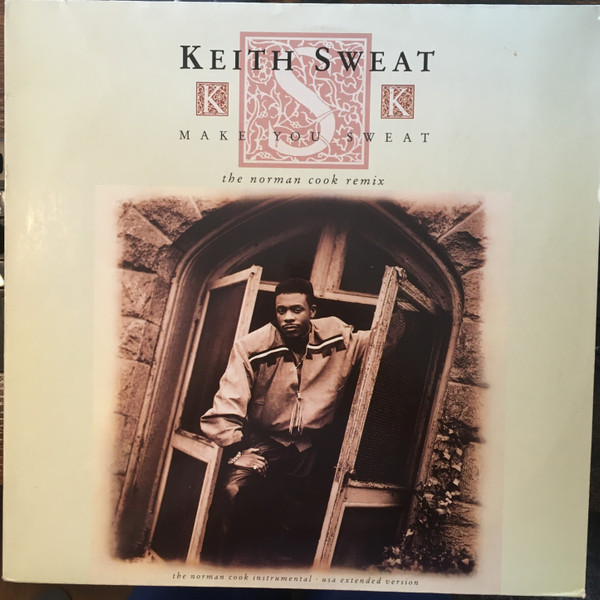 KEITH SWEAT
S
K K
MAKE YOU SWEAT
the norman cook remix
the norman cook instrumental · usa extended version